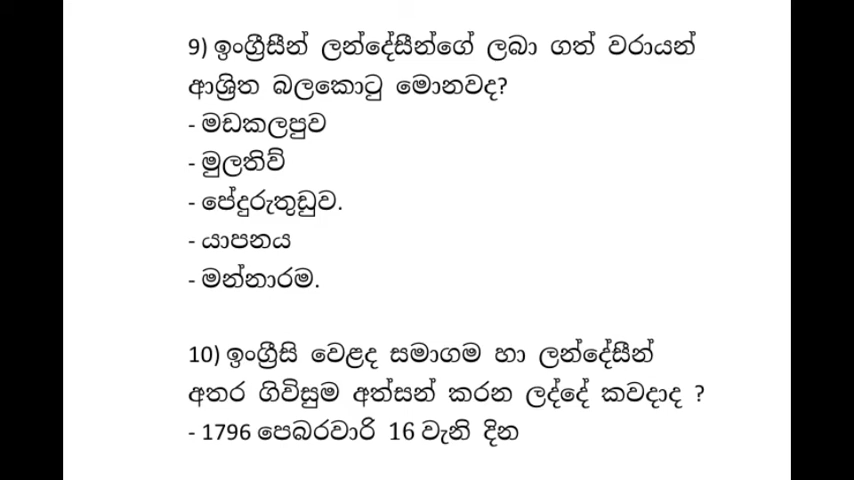 9) ඉංග්‍රීසීන් ලන්දේසීන්ගේ ලබා ගත් වරායන්
ආශ්‍රිත බලකොටු මොනවද?
- මඩකලපුව
- මුලතිව්
- පේදුරුතුඩුව.
- යාපනය
- මන්නාරම.
10) ඉංග්‍රීසි වෙළඳ සමාගම හා ලන්දේසීන්
අතර ගිවිසුම අත්සන් කරන ලද්දේ කවදාද ?
- 1796 පෙබරවාරි 16 වැනි දින